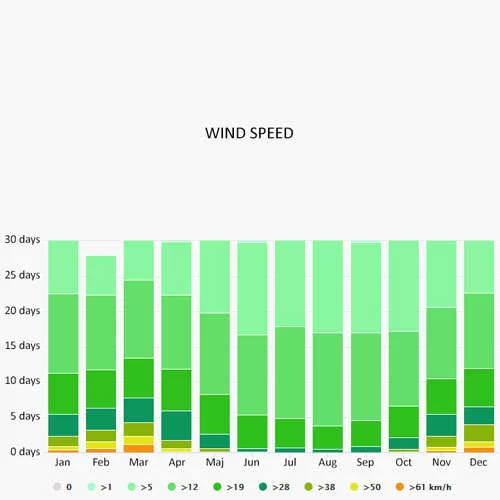 WIND SPEED
30 days
25 days
20 days
15 days
10 days
5 days
0 days
Jan Feb Mar Apr Maj Jun Jul Aug Sep Oct Nov Dec
0 >1 >5 >12 >19 >28 >38 >50 >61 km/h